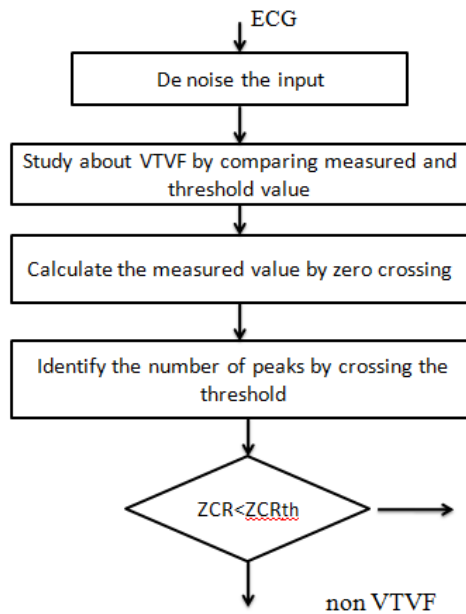 ECG
De noise the input
Study about VTVF by comparing measured and
threshold value
Calculate the measured value by zero crossing
Identify the number of peaks by crossing the
threshold
ZCR<ZCRth
non VTVF